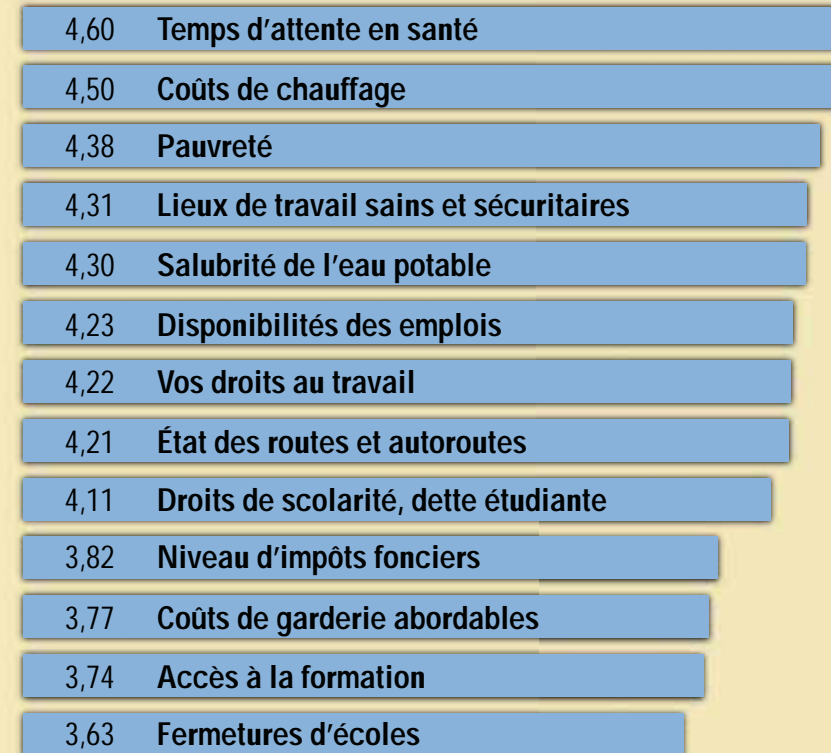 4,60 Temps d'attente en santé
4,50 Coûts de chauffage
4,38 Pauvreté
4,31 Lieux de travail sains et sécuritaires
4,30 Salubrité de l'eau potable
4,23 Disponibilités des emplois
4,22 Vos droits au travail
4,21 État des routes et autoroutes
4,11 Droits de scolarité, dette étudiante
3,82 Niveau d'impôts fonciers
3,77 Coûts de garderie abordables
3,74 Accès à la formation
3,63 Fermetures d'écoles